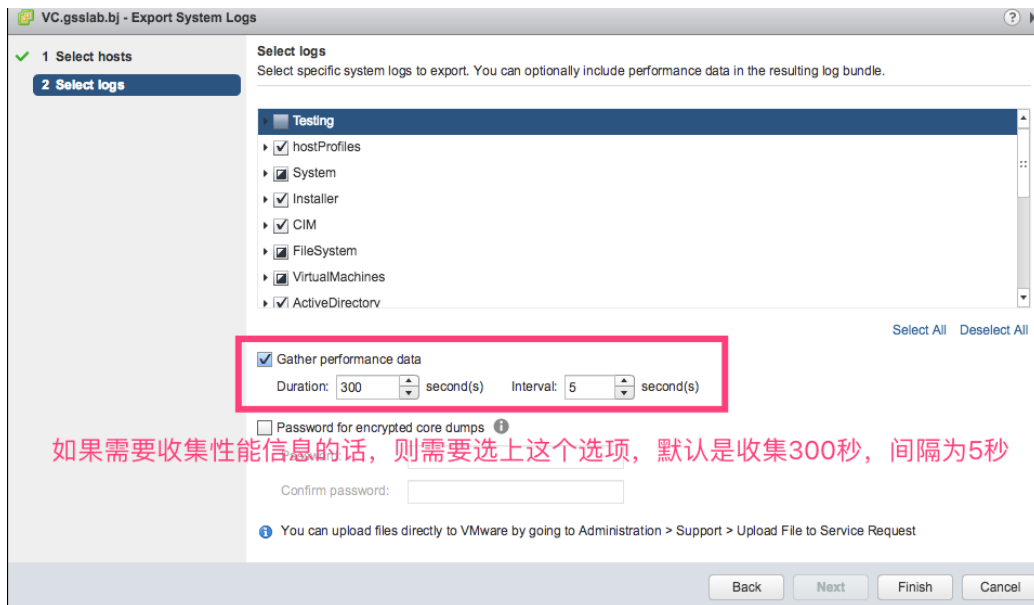 VC.gsslab.bj - Export System Logs
?
1 Select hosts
2 Select logs
Select logs
Select specific system logs to export. You can optionally include performance data in the resulting log bundle.
Testing
hostProfiles
System
Installer
CIM
FileSystem
VirtualMachines
ActiveDirectory
Select All Deselect All
Gather performance data
Duration: 300 second(s) Interval: 5 second(s)
Password for encrypted core dumps
如果需要收集性能信息的话，则需要选上这个选项，默认是收集300秒，间隔为5秒
Password:
Confirm password:
You can upload files directly to VMware by going to Administration > Support > Upload File to Service Request
Back Next Finish Cancel